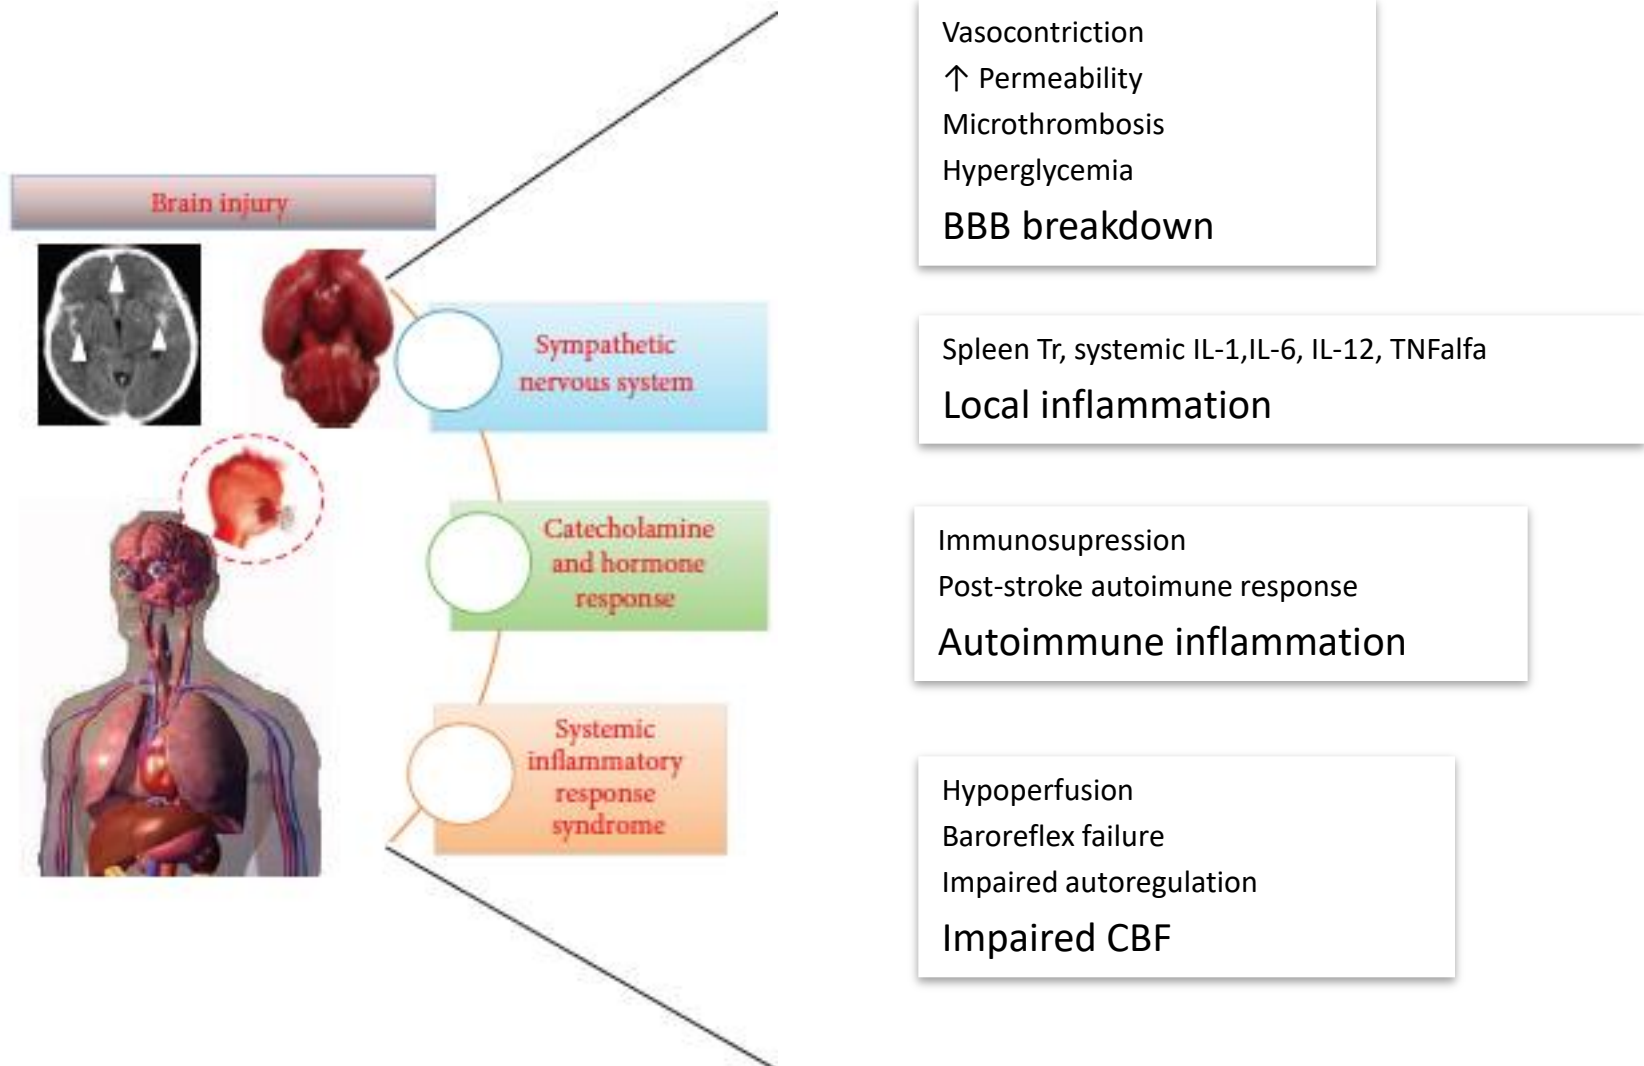 Brain injury
Sympathetic
nervous system
Catecholamine
and hormone
response
Systemic
inflammatory
response
syndrome
Vasocontriction
↑ Permeability
Microthrombosis
Hyperglycemia
BBB breakdown
Spleen Tr, systemic IL-1,IL-6, IL-12, TNFalfa
Local inflammation
Immunosupression
Post-stroke autoimune response
Autoimmune inflammation
Hypoperfusion
Baroreflex failure
Impaired autoregulation
Impaired CBF